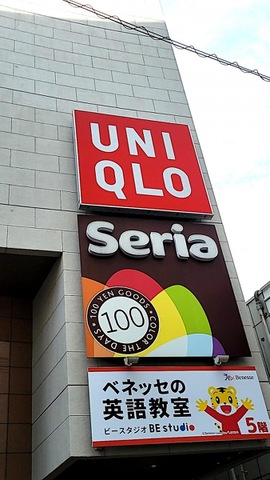 UNI
QLO
Seria
100 YEN GOODS
100
COLOR THE DAYS
Benesse
ベネッセの
英語教室
ビースタジオ BE studio
5階